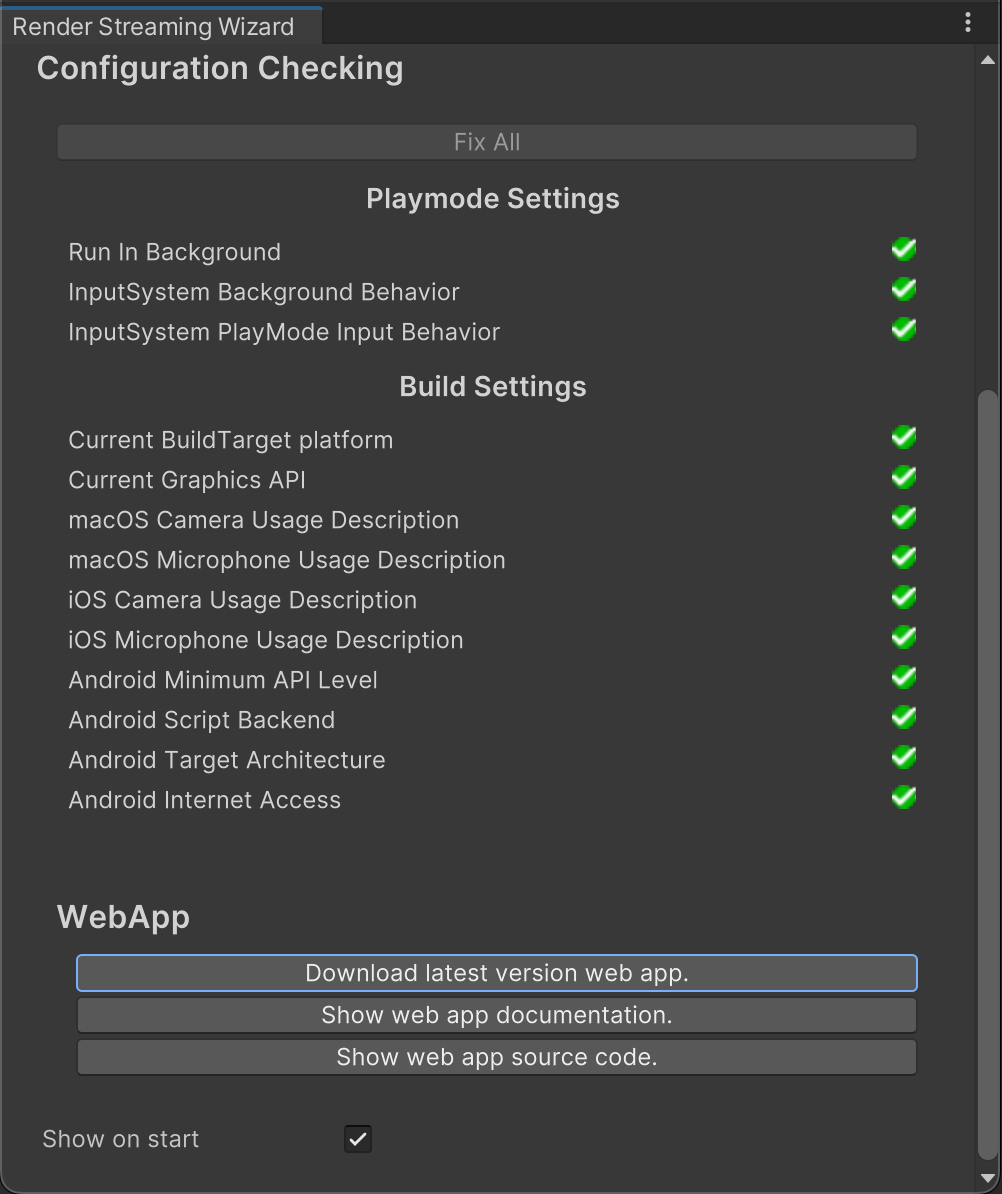 Render Streaming Wizard
Configuration Checking
Fix All
Playmode Settings
Run In Background
InputSystem Background Behavior
InputSystem PlayMode Input Behavior
Build Settings
Current BuildTarget platform
Current Graphics API
macOS Camera Usage Description
macOS Microphone Usage Description
iOS Camera Usage Description
iOS Microphone Usage Description
Android Minimum API Level
Android Script Backend
Android Target Architecture
Android Internet Access
WebApp
Download latest version web app.
Show web app documentation.
Show web app source code.
Show on start